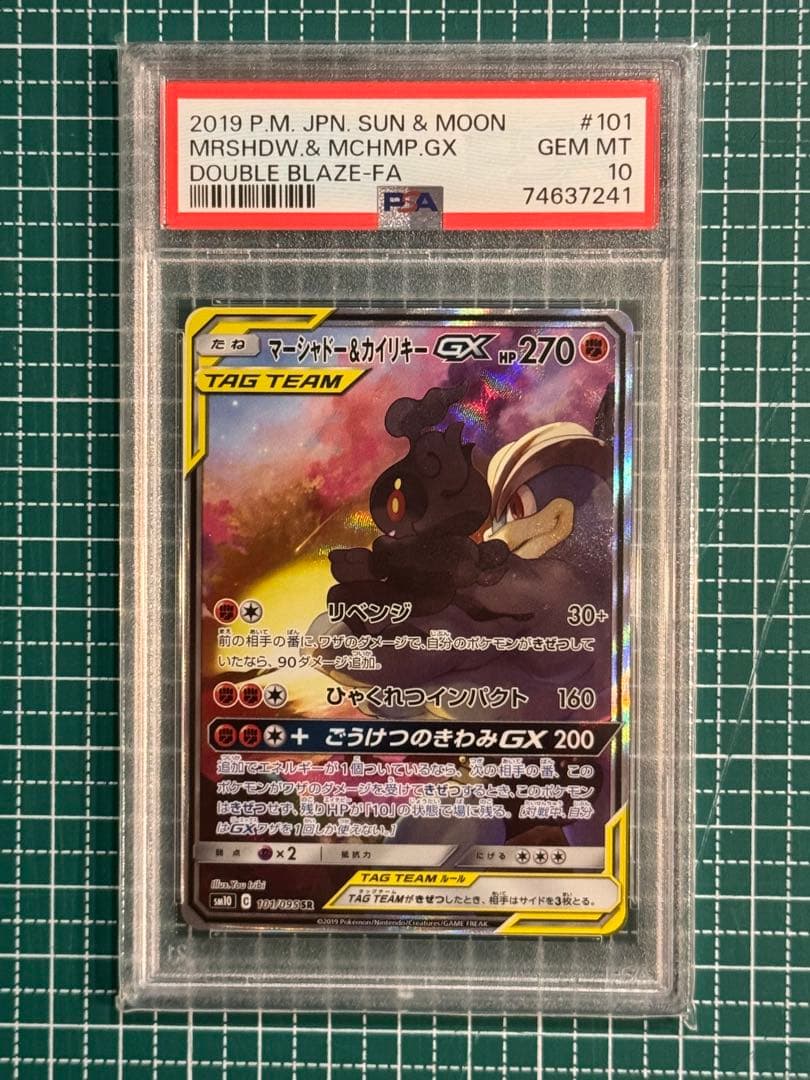 2019 P.M. JPN. SUN & MOON #101
MRSHDW.& MCHMP.GX GEM MT
DOUBLE BLAZE-FA 10
PSA 74637241
たね マーシャドー&カイリキーGX HP 270
TAG TEAM
リベンジ 30+
前の相手の番に、ワザのダメージで、自分のポケモンがきぜつして
いたなら、90ダメージ追加。
ひゃくれつインパクト 160
+ ごうけつのきわみGX 200
追加でエネルギーが1個ついているなら、次の相手の番、この
ポケモンがワザのダメージを受けてきぜつするとき、このポケモン
はきぜつせず、残りHPが「10」の状態で場に残る。[対戦中、自分
はGXワザを1回しか使えない。]
弱点 ×2 抵抗力 にげる
TAG TEAM ルール
TAG TEAMがきぜつしたとき、相手はサイドを3枚とる。
Illus.You Iribi
sm10 C 101/095 SR
©2019 Pokémon/Nintendo/Creatures/GAME FREAK